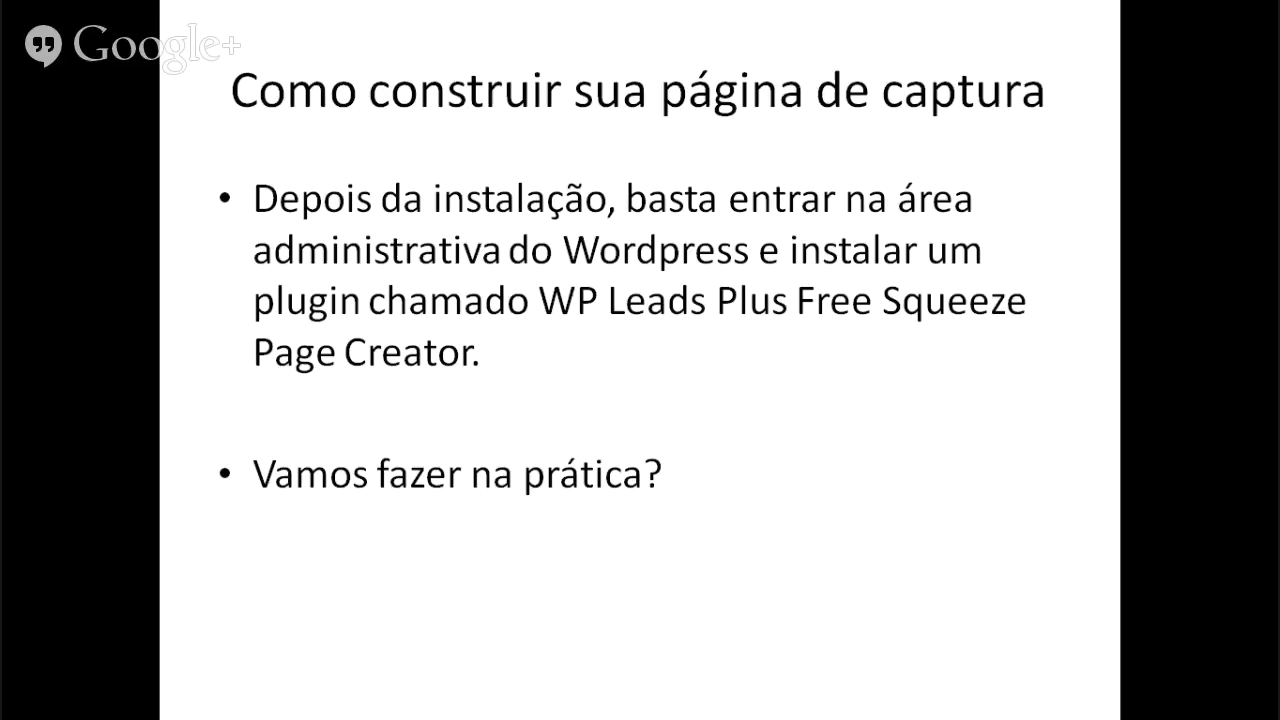 Google+
Como construir sua página de captura
• Depois da instalação, basta entrar na área
administrativa do Wordpress e instalar um
plugin chamado WP Leads Plus Free Squeeze
Page Creator.
• Vamos fazer na prática?